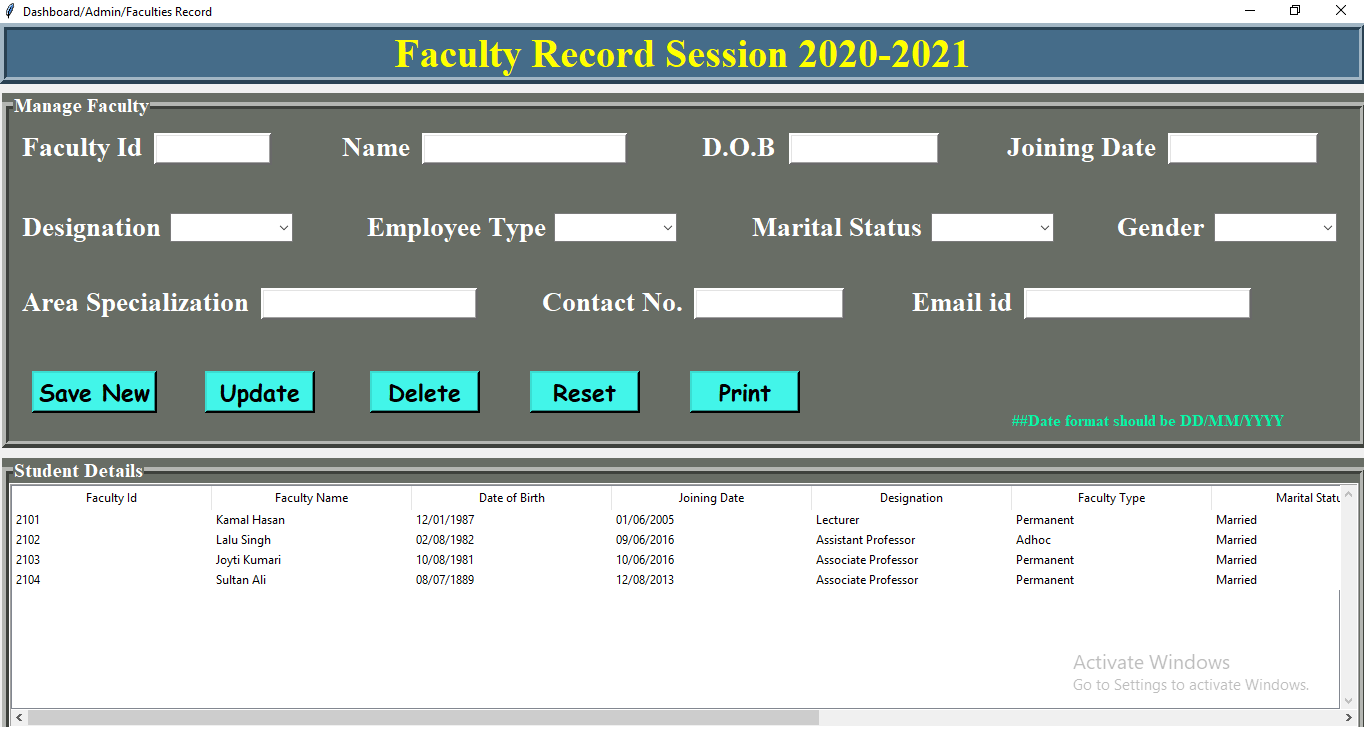 Dashboard/Admin/Faculties Record
Faculty Record Session 2020-2021
Manage Faculty
Faculty Id Name D.O.B Joining Date
Designation Employee Type Marital Status Gender
Area Specialization Contact No. Email id
Save New Update Delete Reset Print
##Date format should be DD/MM/YYYY
Student Details
Faculty Id Faculty Name Date of Birth Joining Date Designation Faculty Type Marital Statu
2101 Kamal Hasan 12/01/1987 01/06/2005 Lecturer Permanent Married
2102 Lalu Singh 02/08/1982 09/06/2016 Assistant Professor Adhoc Married
2103 Joyti Kumari 10/08/1981 10/06/2016 Associate Professor Permanent Married
2104 Sultan Ali 08/07/1889 12/08/2013 Associate Professor Permanent Married
Activate Windows
Go to Settings to activate Windows.